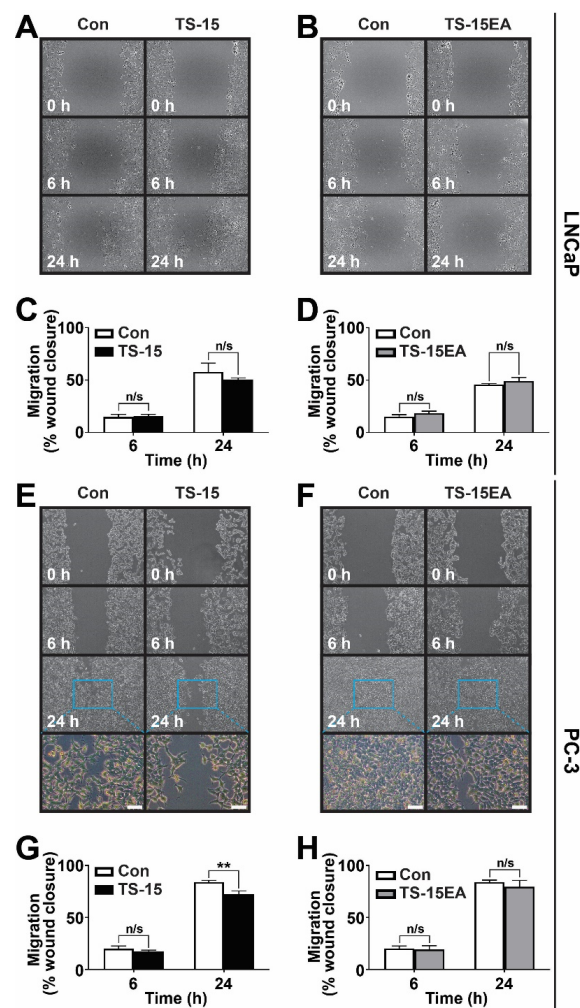 A
Con
TS-15
0 h
0 h
6 h
6 h
24 h
24 h
B
Con
TS-15EA
0 h
0 h
6 h
6 h
24 h
24 h
LNCaP
C
Migration
(% wound closure)
100
50
0
Con
TS-15
n/s
n/s
6
24
Time (h)
D
Migration
(% wound closure)
100
50
0
Con
TS-15EA
n/s
n/s
6
24
Time (h)
E
Con
TS-15
0 h
0 h
6 h
6 h
24 h
24 h
F
Con
TS-15EA
0 h
0 h
6 h
6 h
24 h
24 h
PC-3
G
Migration
(% wound closure)
100
50
0
Con
TS-15
n/s
**
6
24
Time (h)
H
Migration
(% wound closure)
100
50
0
Con
TS-15EA
n/s
n/s
6
24
Time (h)